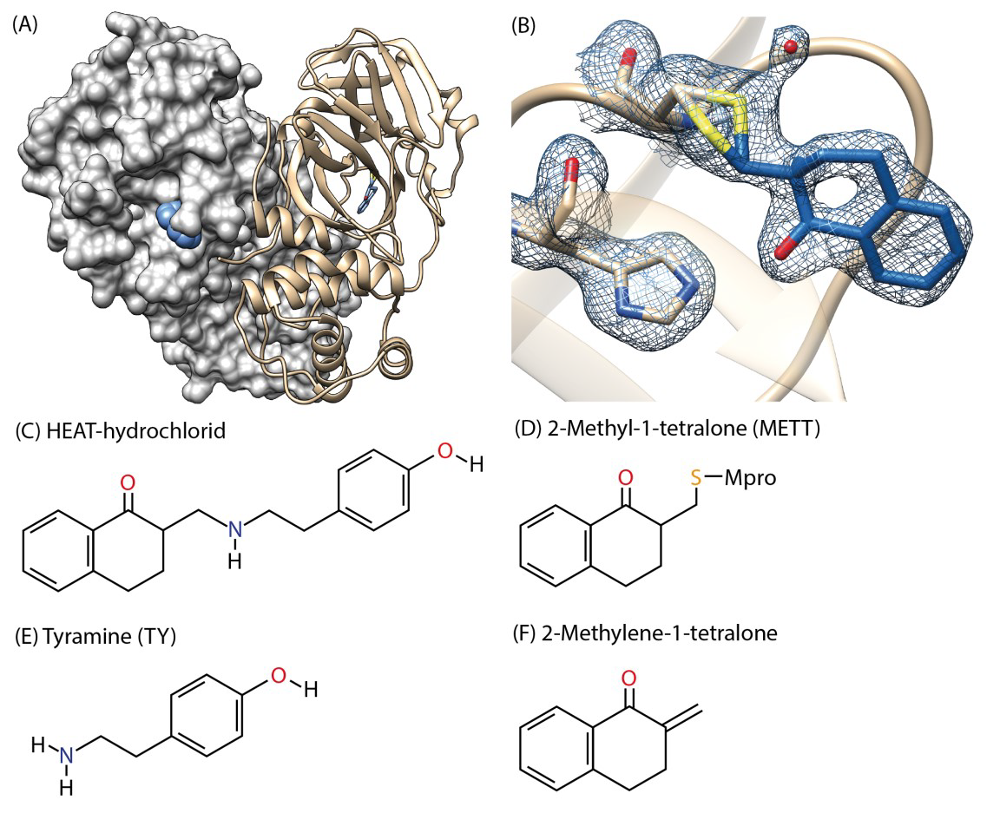 (A)
(B)
(C) HEAT-hydrochlorid
O
N
H
O
H
(D) 2-Methyl-1-tetralone (METT)
O
S
Mpro
(E) Tyramine (TY)
H
N
H
O
H
(F) 2-Methylene-1-tetralone
O